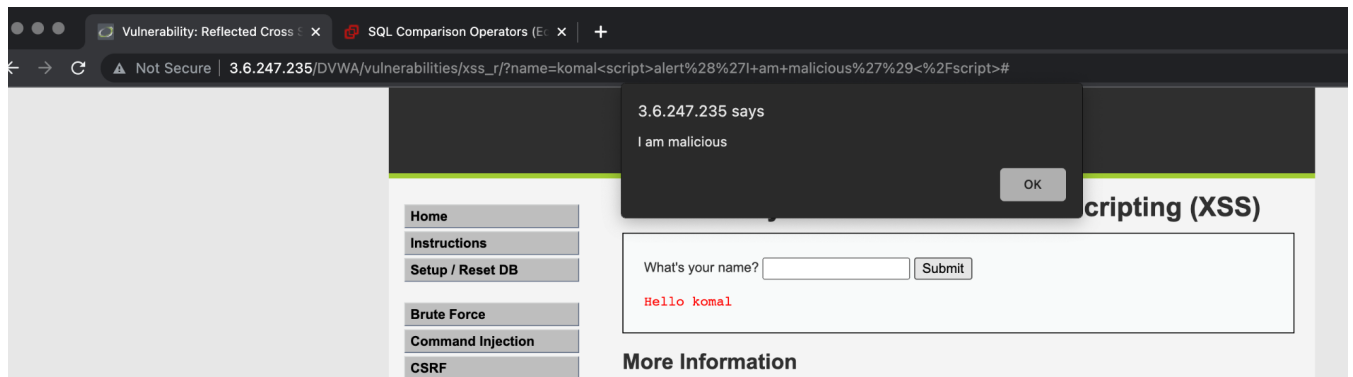 Vulnerability: Reflected Cross S
SQL Comparison Operators (Eq
Not Secure | 3.6.247.235/DVWA/vulnerabilities/xss_r/?name=komal<script>alert%28%27I+am+malicious%27%29<%2Fscript>#
3.6.247.235 says
I am malicious
OK
cripting (XSS)
Home
Instructions
Setup / Reset DB
Brute Force
Command Injection
CSRF
What's your name?
Submit
Hello komal
More Information